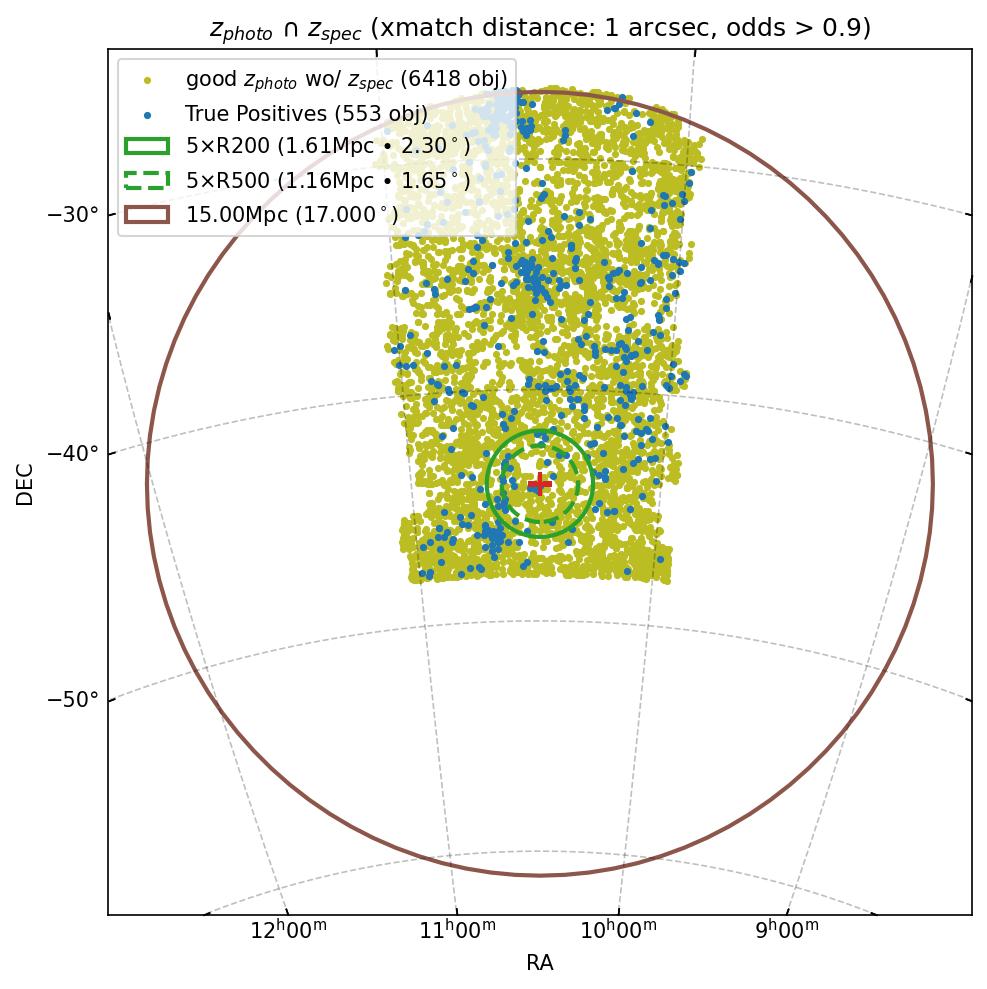 z_photo ∩ z_spec (xmatch distance: 1 arcsec, odds > 0.9)
good z_photo wo/ z_spec (6418 obj)
True Positives (553 obj)
5×R200 (1.61Mpc • 2.30°)
5×R500 (1.16Mpc • 1.65°)
15.00Mpc (17.000°)
−30°
−40°
−50°
DEC
12ʰ00ᵐ 11ʰ00ᵐ 10ʰ00ᵐ 9ʰ00ᵐ
RA